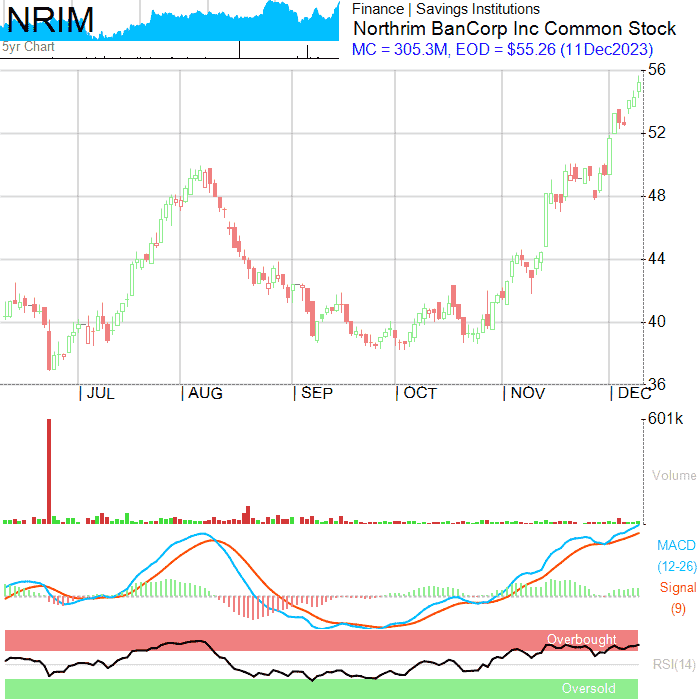 NRIM
5yr Chart
Finance | Savings Institutions
Northrim BanCorp Inc Common Stock
MC = 305.3M, EOD = $55.26 (11Dec2023)
56
52
48
44
40
36
| JUL | AUG | SEP | OCT | NOV | DEC
601k
Volume
MACD
(12-26)
Signal
(9)
Overbought
RSI(14)
Oversold